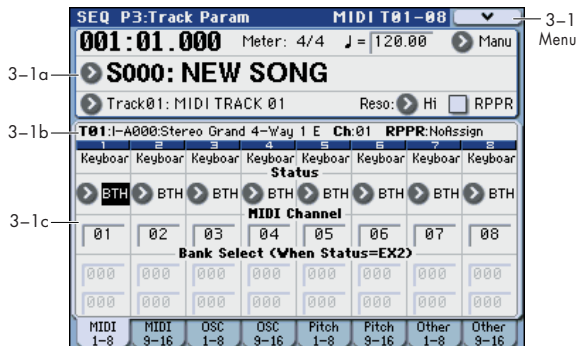 SEQ P3:Track Param MIDI T01-08
3-1 Menu
001:01.000 Meter: 4/4 ♩= 120.00 Manu
3-1a
S000: NEW SONG
Track01: MIDI TRACK 01 Reso: Hi RPPR
3-1b
T01:I-A000:Stereo Grand 4-Way 1 E Ch:01 RPPR:NoAssign
1 2 3 4 5 6 7 8
Keyboar Keyboar Keyboar Keyboar Keyboar Keyboar Keyboar Keyboar
Status
BTH BTH BTH BTH BTH BTH BTH BTH
MIDI Channel
3-1c
01 02 03 04 05 06 07 08
Bank Select (When Status=EX2)
000 000 000 000 000 000 000 000
000 000 000 000 000 000 000 000
MIDI 1-8 MIDI 9-16 OSC 1-8 OSC 9-16 Pitch 1-8 Pitch 9-16 Other 1-8 Other 9-16